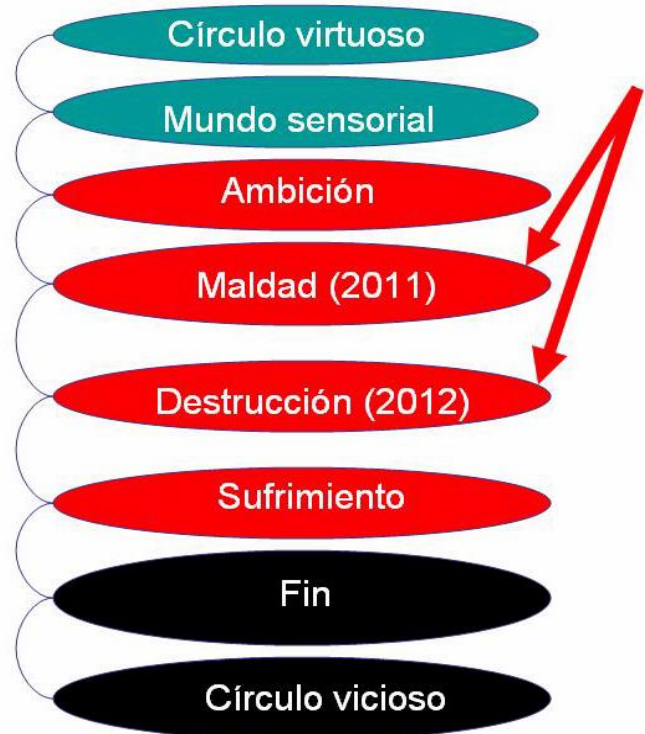 Círculo virtuoso
Mundo sensorial
Ambición
Maldad (2011)
Destrucción (2012)
Sufrimiento
Fin
Círculo vicioso